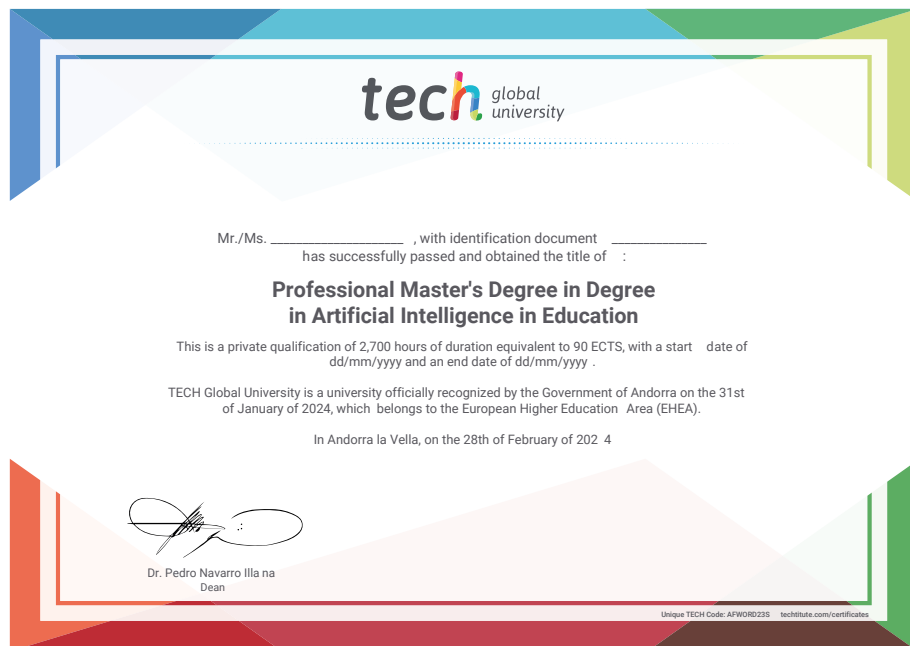 tech global
university
Mr./Ms. _____________________ , with identification document _______________
has successfully passed and obtained the title of :
Professional Master's Degree in Degree
in Artificial Intelligence in Education
This is a private qualification of 2,700 hours of duration equivalent to 90 ECTS, with a start date of
dd/mm/yyyy and an end date of dd/mm/yyyy .
TECH Global University is a university officially recognized by the Government of Andorra on the 31st
of January of 2024, which belongs to the European Higher Education Area (EHEA).
In Andorra la Vella, on the 28th of February of 202 4
Dr. Pedro Navarro Illa na
Dean
Unique TECH Code: AFWORD23S techtitute.com/certificates